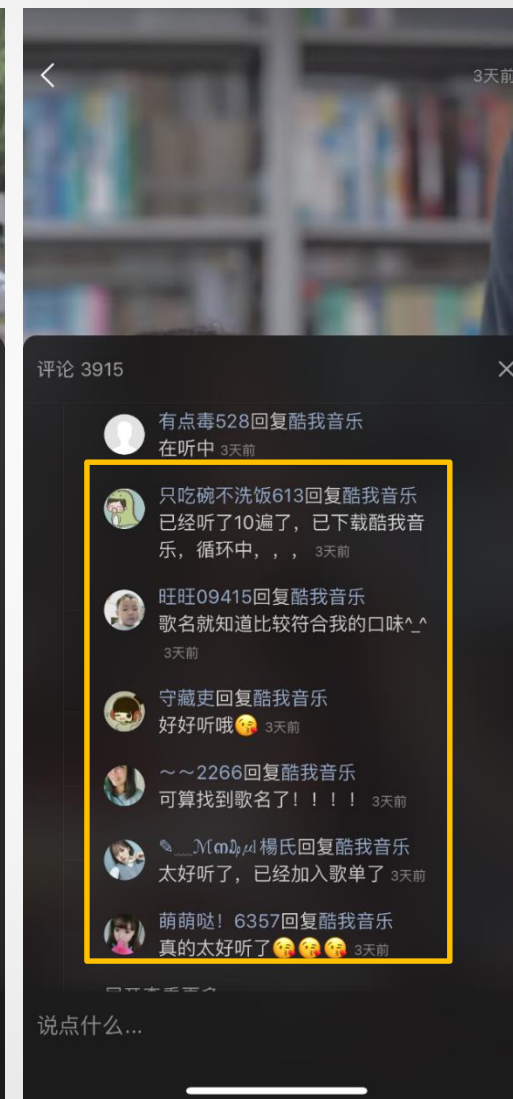 3天前
评论 3915
有点毒528回复酷我音乐
在听中 3天前
只吃碗不洗饭613回复酷我音乐
已经听了10遍了，已下载酷我音
乐，循环中，，， 3天前
旺旺09415回复酷我音乐
歌名就知道比较符合我的口味^_^
3天前
守藏吏回复酷我音乐
好好听哦😘 3天前
～～2266回复酷我音乐
可算找到歌名了！！！！ 3天前
楊氏回复酷我音乐
太好听了，已经加入歌单了 3天前
萌萌哒！6357回复酷我音乐
真的太好听了😘😘😘 3天前
说点什么...